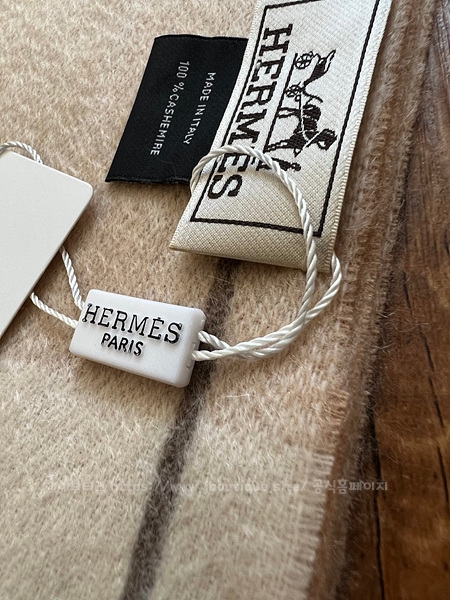 MADE IN ITALY
100 % CASHEMIRE
HERMÈS
HERMÈS
PARIS
공식홈페이지